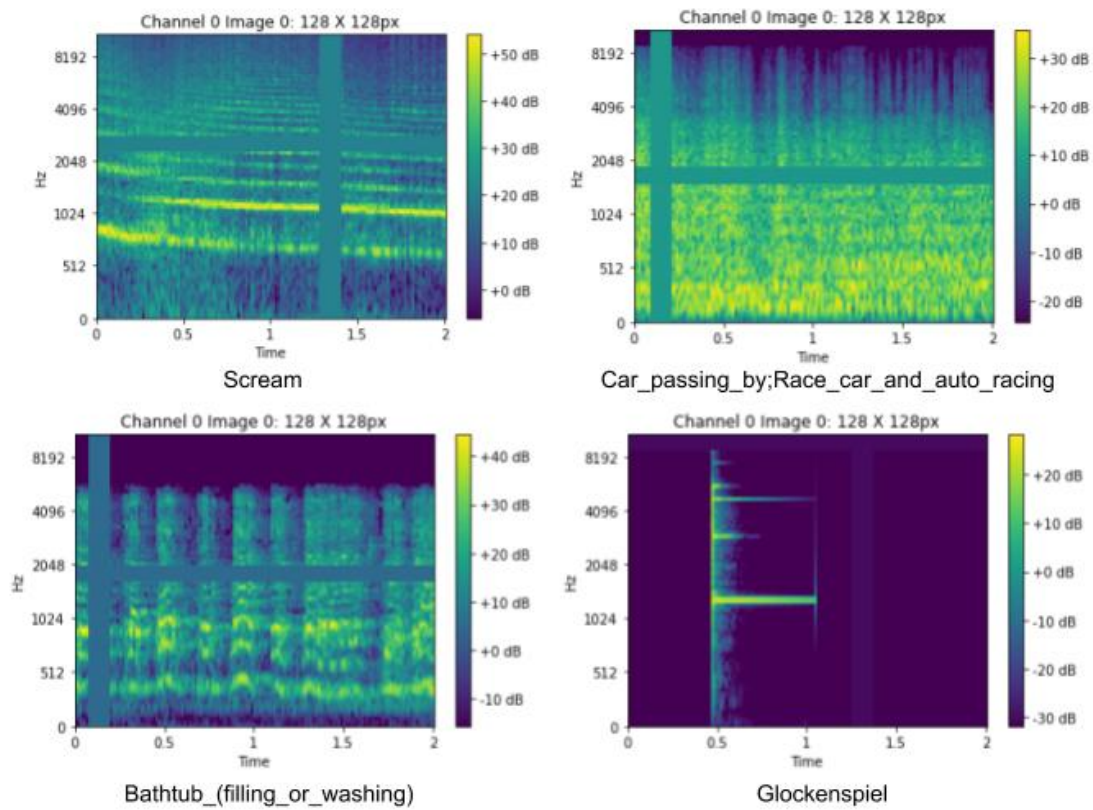 Channel 0 Image 0: 128 X 128px
8192
4096
2048
1024
512
0
Hz
0
0.5
1
1.5
2
Time
+50 dB
+40 dB
+30 dB
+20 dB
+10 dB
+0 dB
Scream
Channel 0 Image 0: 128 X 128px
8192
4096
2048
1024
512
0
Hz
0
0.5
1
1.5
2
Time
+30 dB
+20 dB
+10 dB
+0 dB
-10 dB
-20 dB
Car_passing_by;Race_car_and_auto_racing
Channel 0 Image 0: 128 X 128px
8192
4096
2048
1024
512
0
Hz
0
0.5
1
1.5
2
Time
+40 dB
+30 dB
+20 dB
+10 dB
+0 dB
-10 dB
Bathtub_(filling_or_washing)
Channel 0 Image 0: 128 X 128px
8192
4096
2048
1024
512
0
Hz
0
0.5
1
1.5
2
Time
+20 dB
+10 dB
+0 dB
-10 dB
-20 dB
-30 dB
Glockenspiel